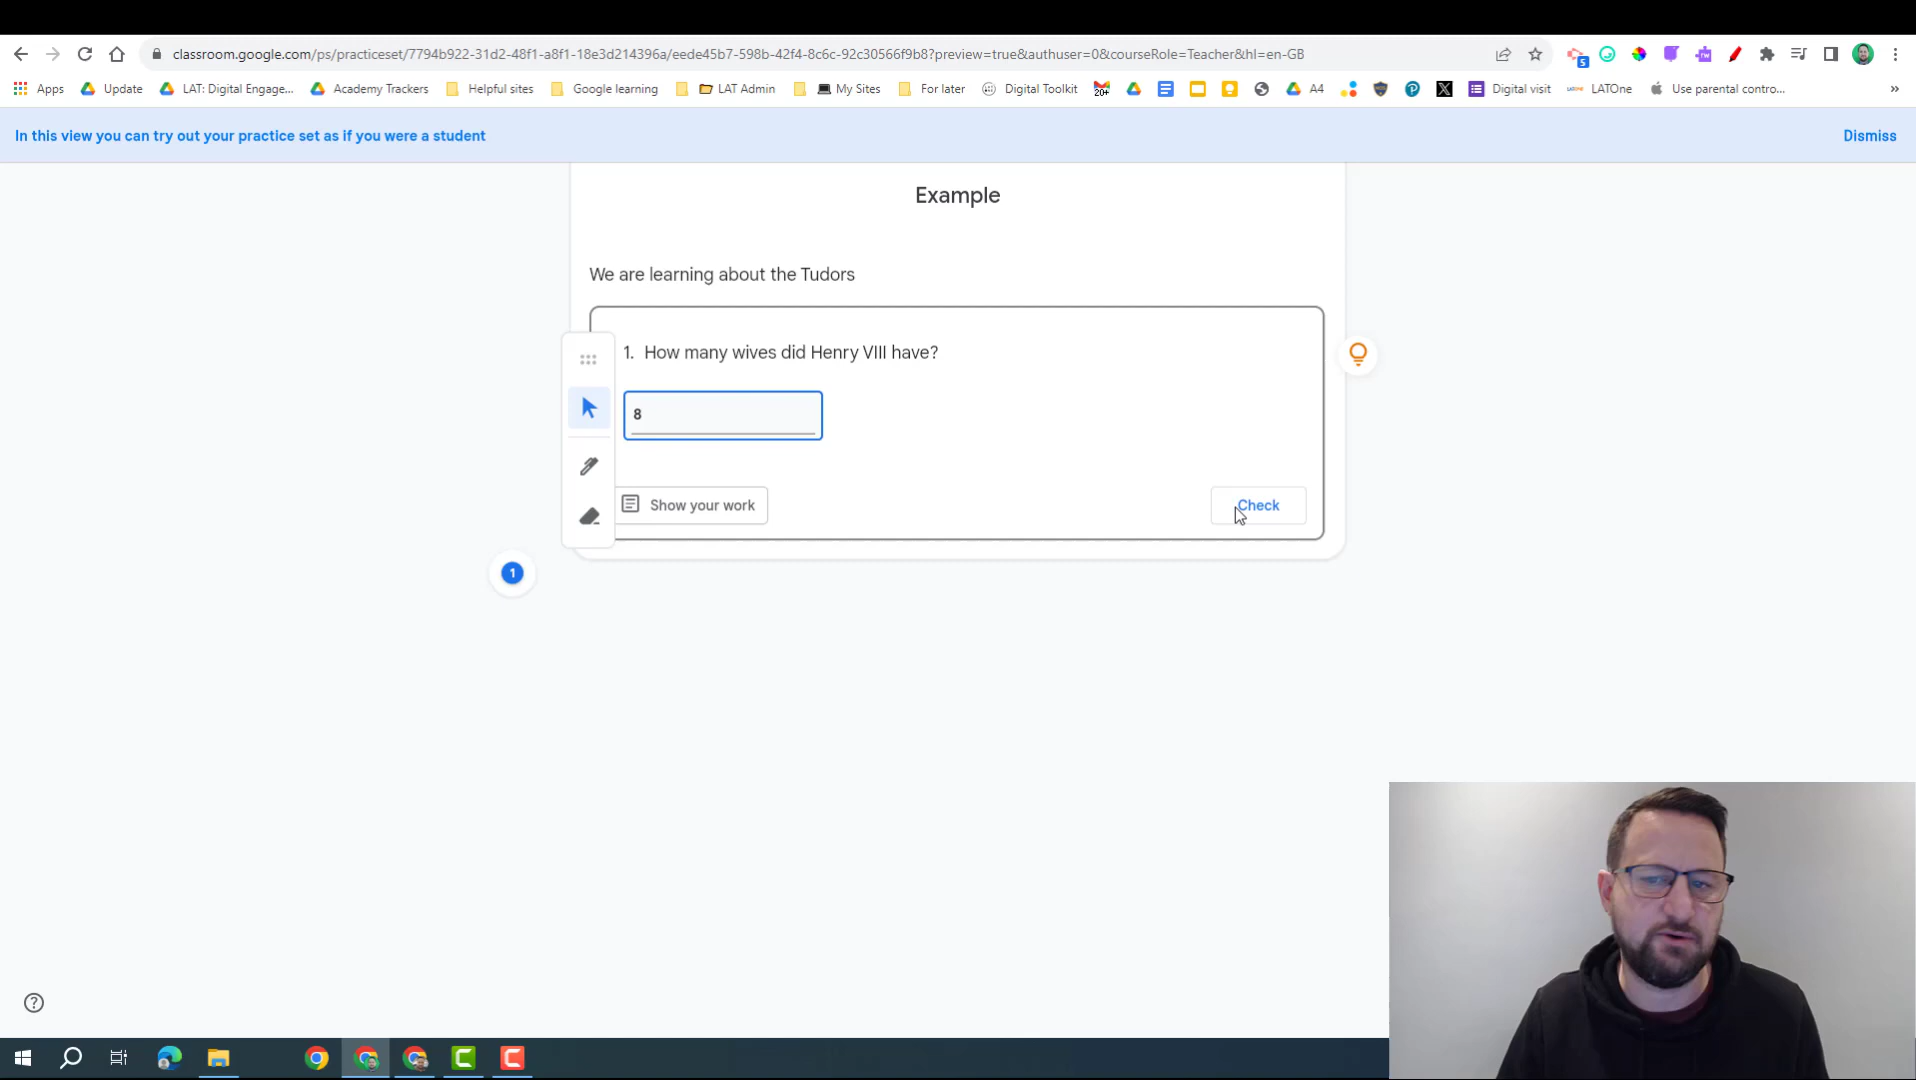 classroom.google.com/ps/practiceset/7794b922-31d2-48f1-a8f1-18e3d214396a/eede45b7-598b-42f4-8c6c-92c30566f9b8?preview=true&authuser=0&courseRole=Teacher&hl=en-GB
5
Apps Update LAT: Digital Engage... Academy Trackers Helpful sites Google learning LAT Admin My Sites For later Digital Toolkit 20+ A4 Digital visit LATOne Use parental contro... »
In this view you can try out your practice set as if you were a student Dismiss
Example
We are learning about the Tudors
1. How many wives did Henry VIII have?
8
Show your work Check
1